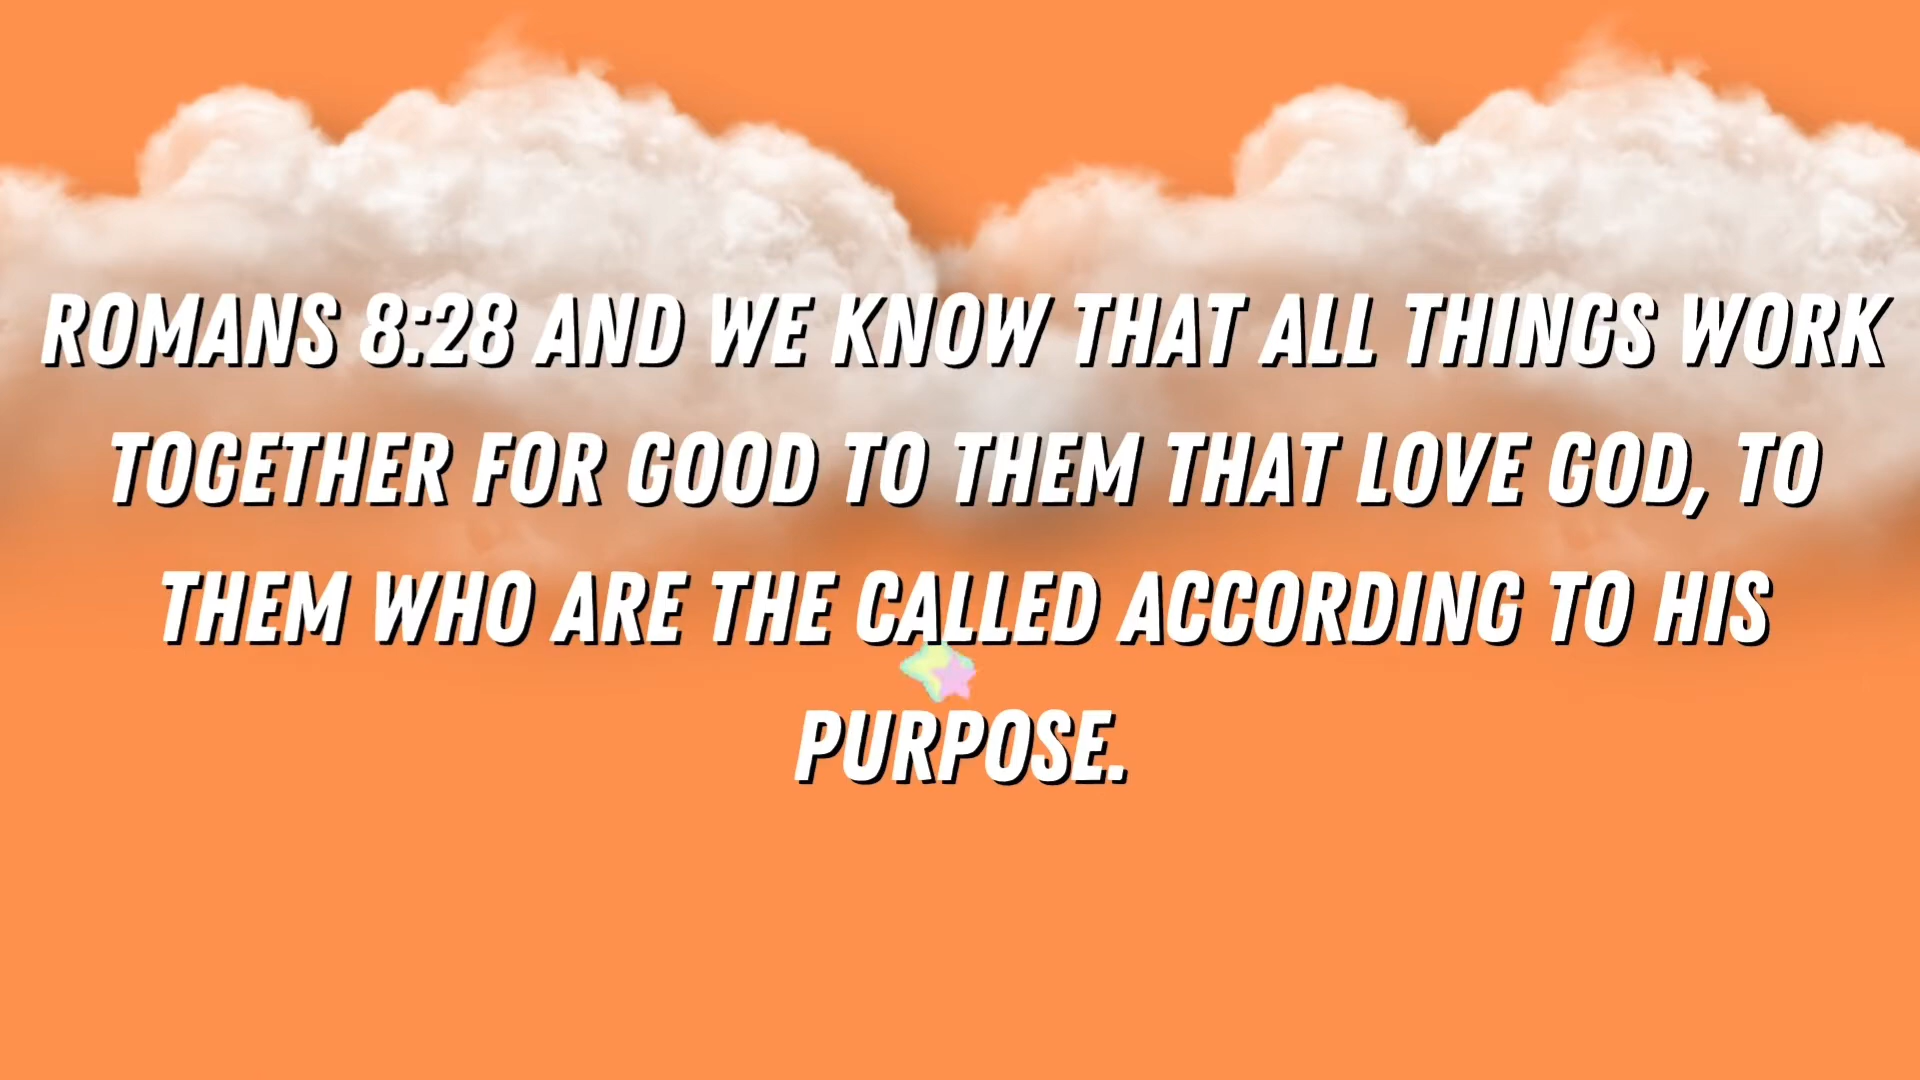 ROMANS 8:28 AND WE KNOW THAT ALL THINGS WORK
TOGETHER FOR GOOD TO THEM THAT LOVE GOD, TO
THEM WHO ARE THE CALLED ACCORDING TO HIS
PURPOSE.